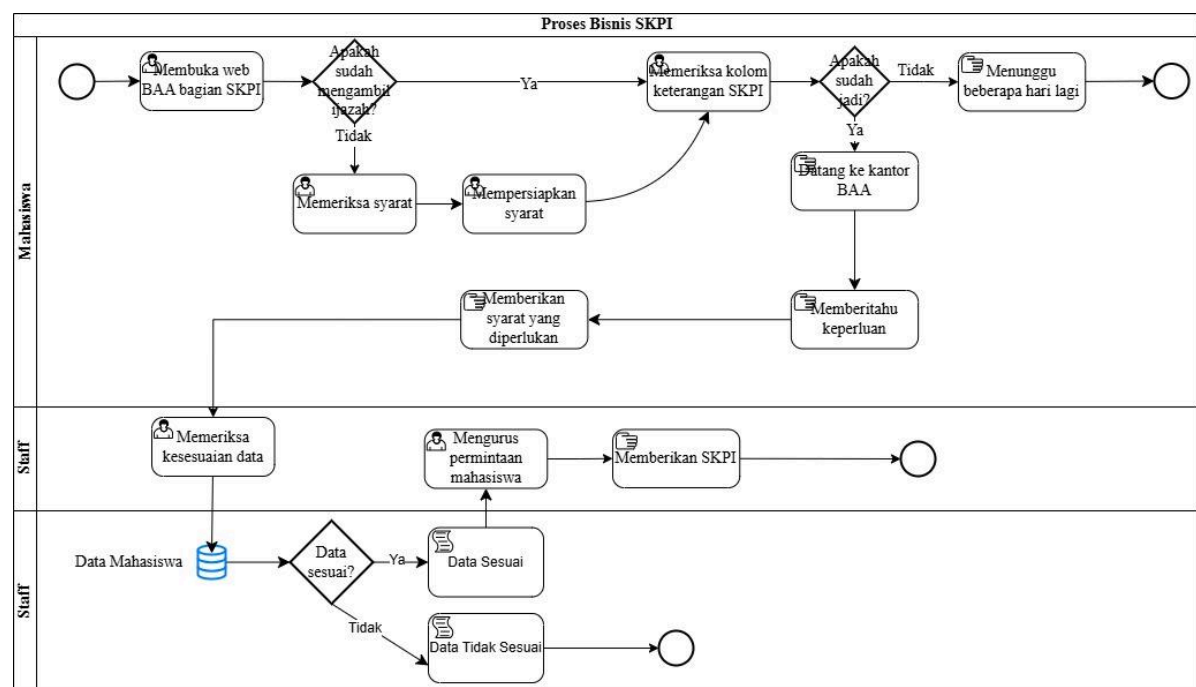 Proses Bisnis SKPI
Mahasiswa
Membuka web
BAA bagian SKPI
Apakah
sudah
mengambil
ijazah?
Ya
Tidak
Memeriksa syarat
Mempersiapkan
syarat
Memeriksa kolom
keterangan SKPI
Apakah
sudah
jadi?
Tidak
Menunggu
beberapa hari lagi
Ya
Datang ke kantor
BAA
Memberitahu
keperluan
Memberikan
syarat yang
diperlukan
Staff
Memeriksa
kesesuaian data
Mengurus
permintaan
mahasiswa
Memberikan SKPI
Staff
Data Mahasiswa
Data
sesuai?
Ya
Data Sesuai
Tidak
Data Tidak Sesuai